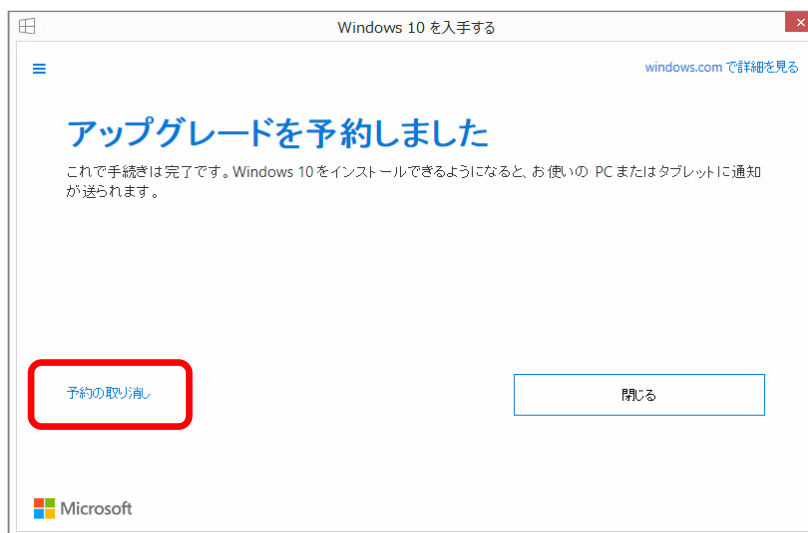 Windows 10 を入手する
windows.com で詳細を見る
アップグレードを予約しました
これで手続きは完了です。Windows 10 をインストールできるようになると、お使いの PC またはタブレットに通知
が送られます。
予約の取り消し
閉じる
Microsoft